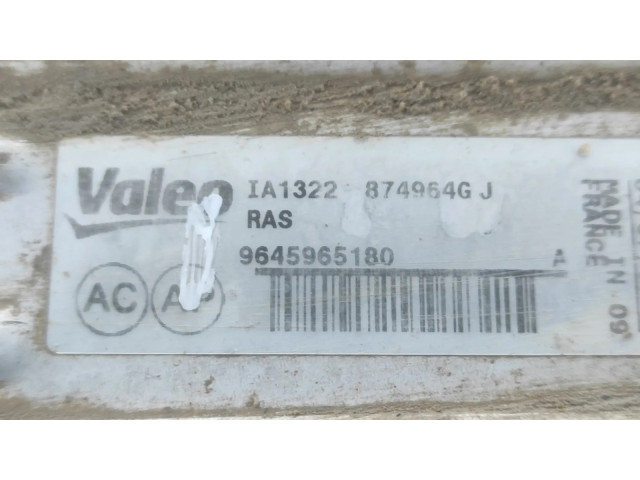 Valeo
IA1322 874964G J
RAS
9645965180 A
AC
MADE IN
FRANCE 09